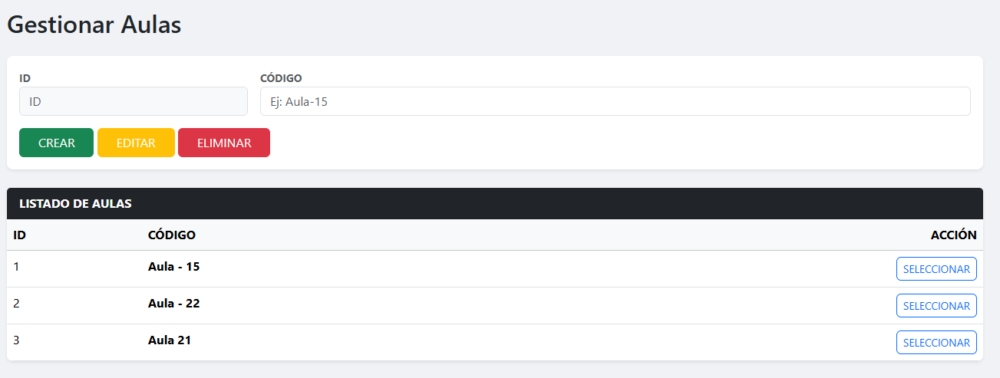 Gestionar Aulas
ID CÓDIGO
ID Ej: Aula-15
CREAR EDITAR ELIMINAR
LISTADO DE AULAS
ID CÓDIGO ACCIÓN
1 Aula - 15 SELECCIONAR
2 Aula - 22 SELECCIONAR
3 Aula 21 SELECCIONAR